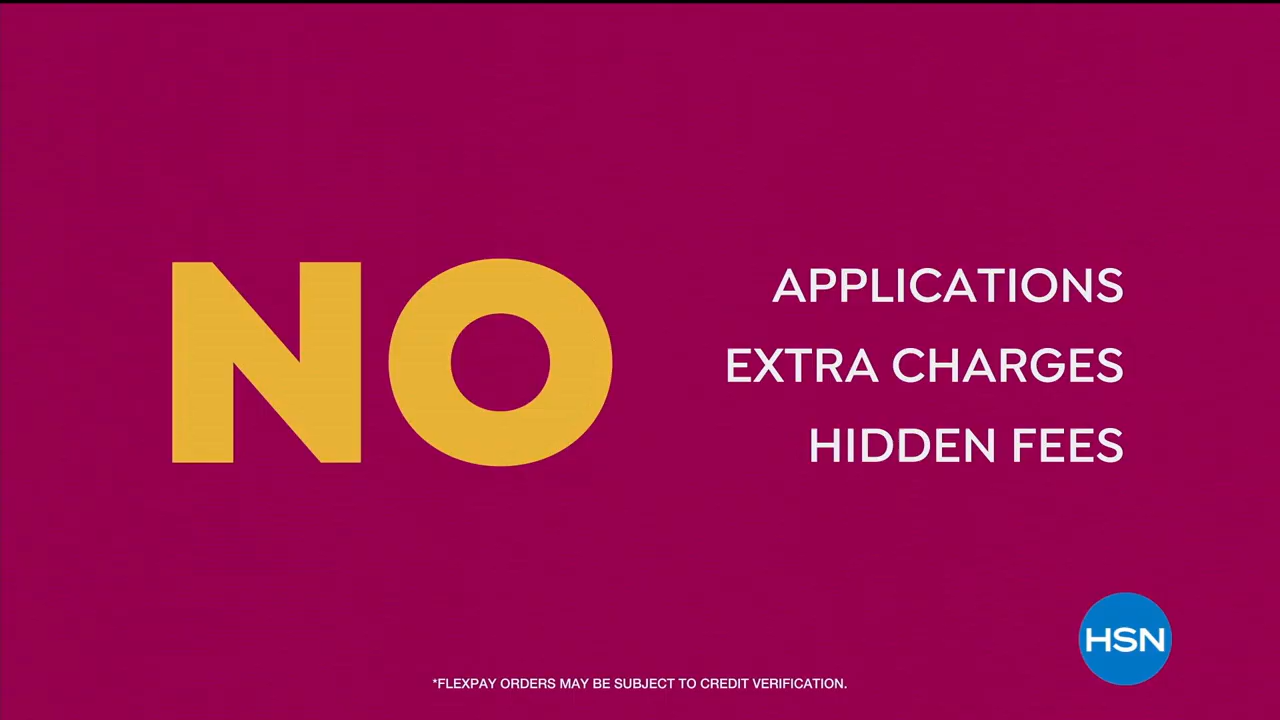 NO
APPLICATIONS
EXTRA CHARGES
HIDDEN FEES
HSN
*FLEXPAY ORDERS MAY BE SUBJECT TO CREDIT VERIFICATION.